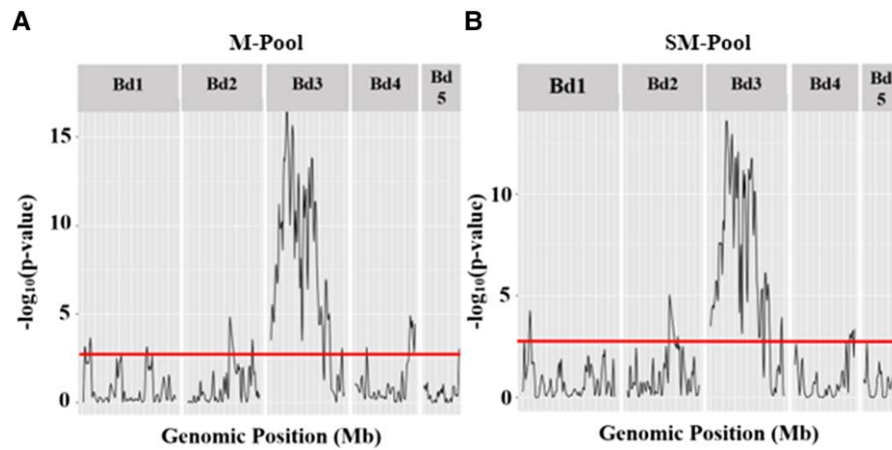 A
M-Pool
Bd1 Bd2 Bd3 Bd4 Bd 5
15
10
5
0
-log10(p-value)
Genomic Position (Mb)
B
SM-Pool
Bd1 Bd2 Bd3 Bd4 Bd 5
10
5
0
-log10(p-value)
Genomic Position (Mb)